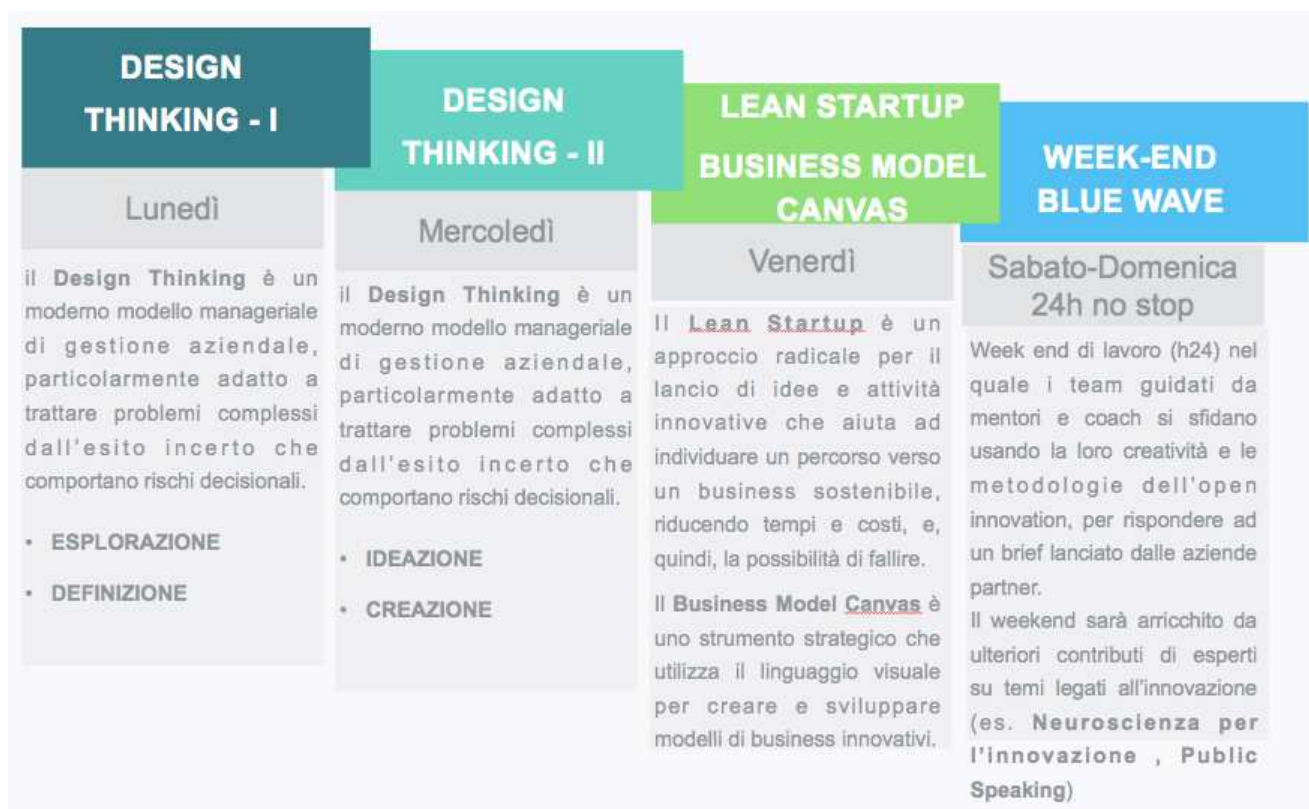 DESIGN
THINKING - I
Lunedì
il Design Thinking è un
moderno modello manageriale
di gestione aziendale,
particolarmente adatto a
trattare problemi complessi
dall'esito incerto che
comportano rischi decisionali.
• ESPLORAZIONE
• DEFINIZIONE
DESIGN
THINKING - II
Mercoledì
il Design Thinking è un
moderno modello manageriale
di gestione aziendale,
particolarmente adatto a
trattare problemi complessi
dall'esito incerto che
comportano rischi decisionali.
• IDEAZIONE
• CREAZIONE
LEAN STARTUP
BUSINESS MODEL
CANVAS
Venerdì
Il Lean Startup è un
approccio radicale per il
lancio di idee e attività
innovative che aiuta ad
individuare un percorso verso
un business sostenibile,
riducendo tempi e costi, e,
quindi, la possibilità di fallire.
Il Business Model Canvas è
uno strumento strategico che
utilizza il linguaggio visuale
per creare e sviluppare
modelli di business innovativi.
WEEK-END
BLUE WAVE
Sabato-Domenica
24h no stop
Week end di lavoro (h24) nel
quale i team guidati da
mentori e coach si sfidano
usando la loro creatività e le
metodologie dell'open
innovation, per rispondere ad
un brief lanciato dalle aziende
partner.
Il weekend sarà arricchito da
ulteriori contributi di esperti
su temi legati all'innovazione
(es. Neuroscienza per
l'innovazione , Public
Speaking)